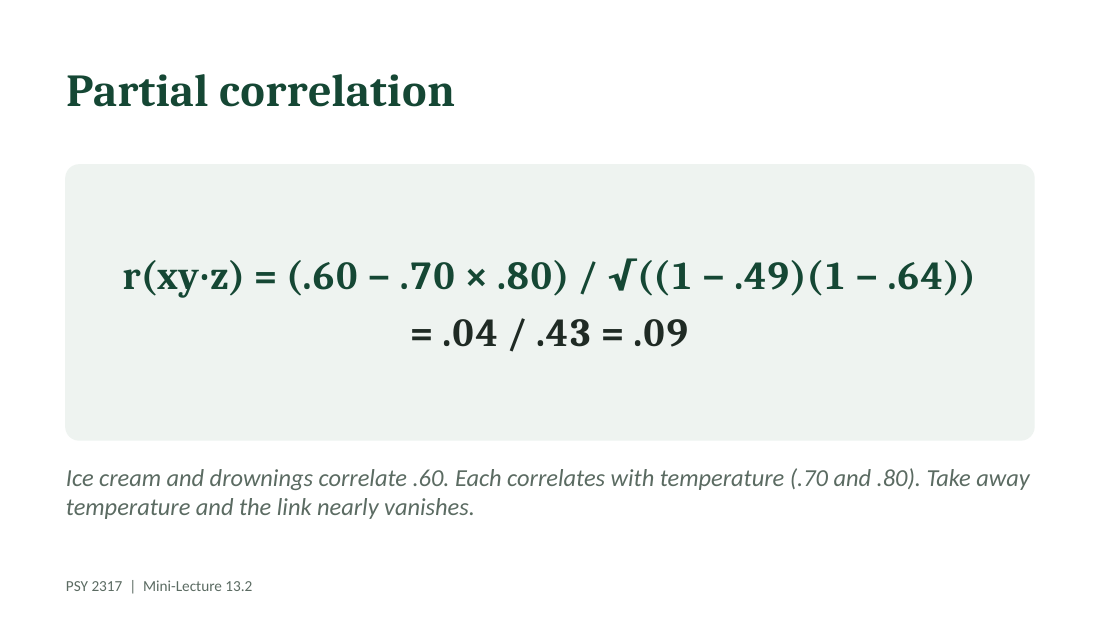 Partial correlation
r(xy·z) = (.60 − .70 × .80) / √((1 − .49)(1 − .64))
= .04 / .43 = .09
Ice cream and drownings correlate .60. Each correlates with temperature (.70 and .80). Take away
temperature and the link nearly vanishes.
PSY 2317 | Mini-Lecture 13.2